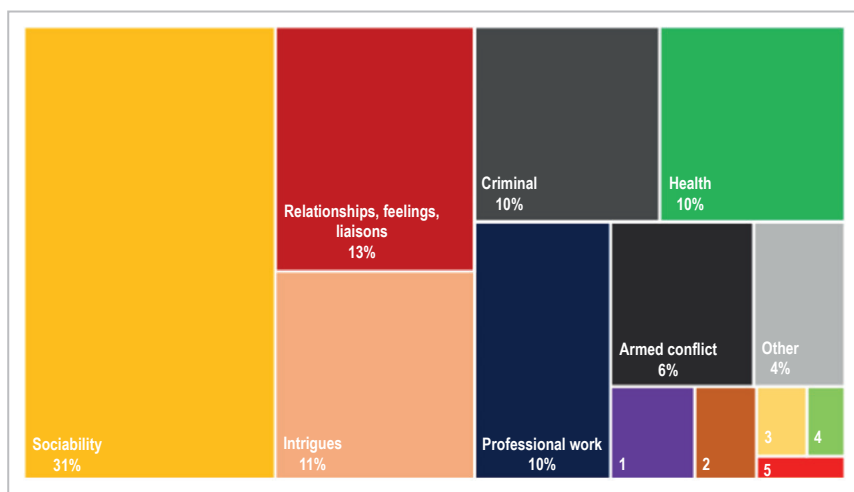 Sociability
31%
Relationships, feelings,
liaisons
13%
Intrigues
11%
Criminal
10%
Health
10%
Professional work
10%
Armed conflict
6%
Other
4%
1
2
3
4
5